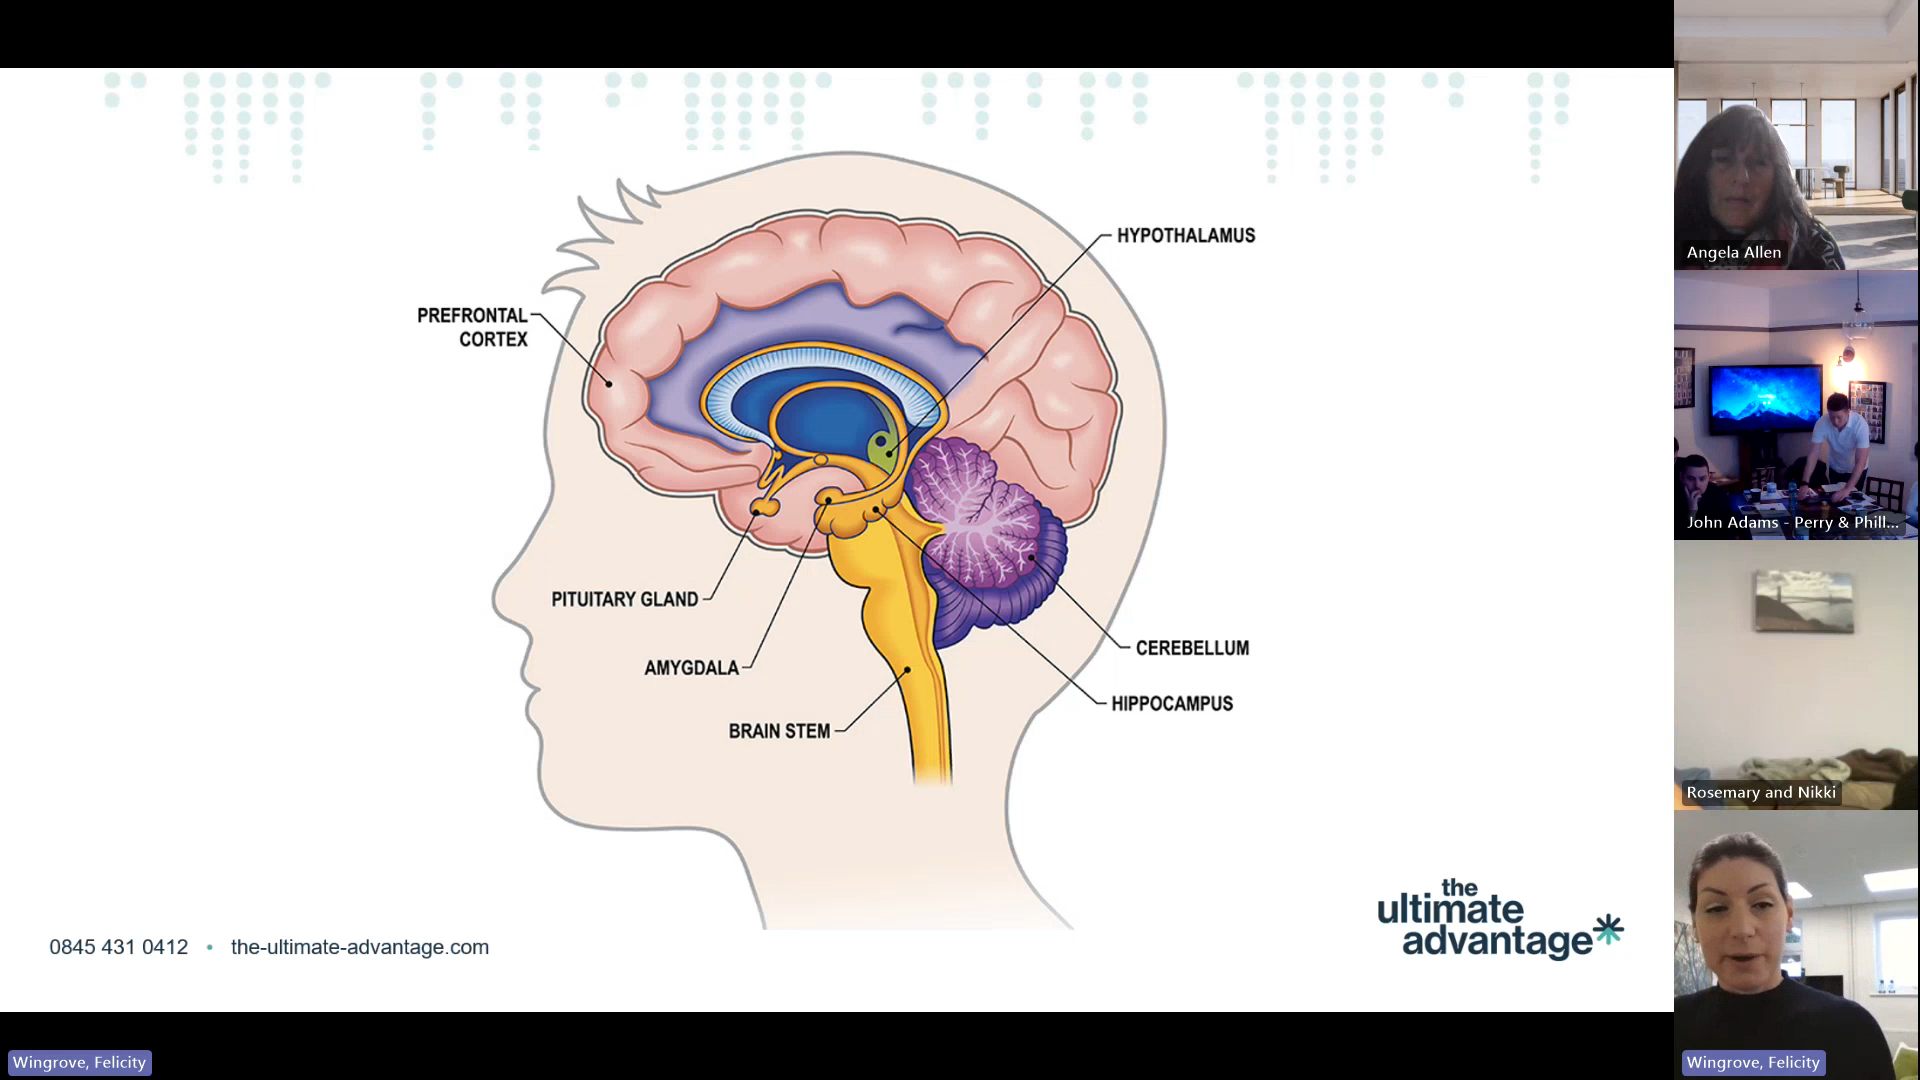 HYPOTHALAMUS
PREFRONTAL
CORTEX
PITUITARY GLAND
AMYGDALA
BRAIN STEM
CEREBELLUM
HIPPOCAMPUS
the
ultimate
advantage
0845 431 0412 • the-ultimate-advantage.com
Wingrove, Felicity
Angela Allen
John Adams - Perry & Phill...
Rosemary and Nikki
Wingrove, Felicity